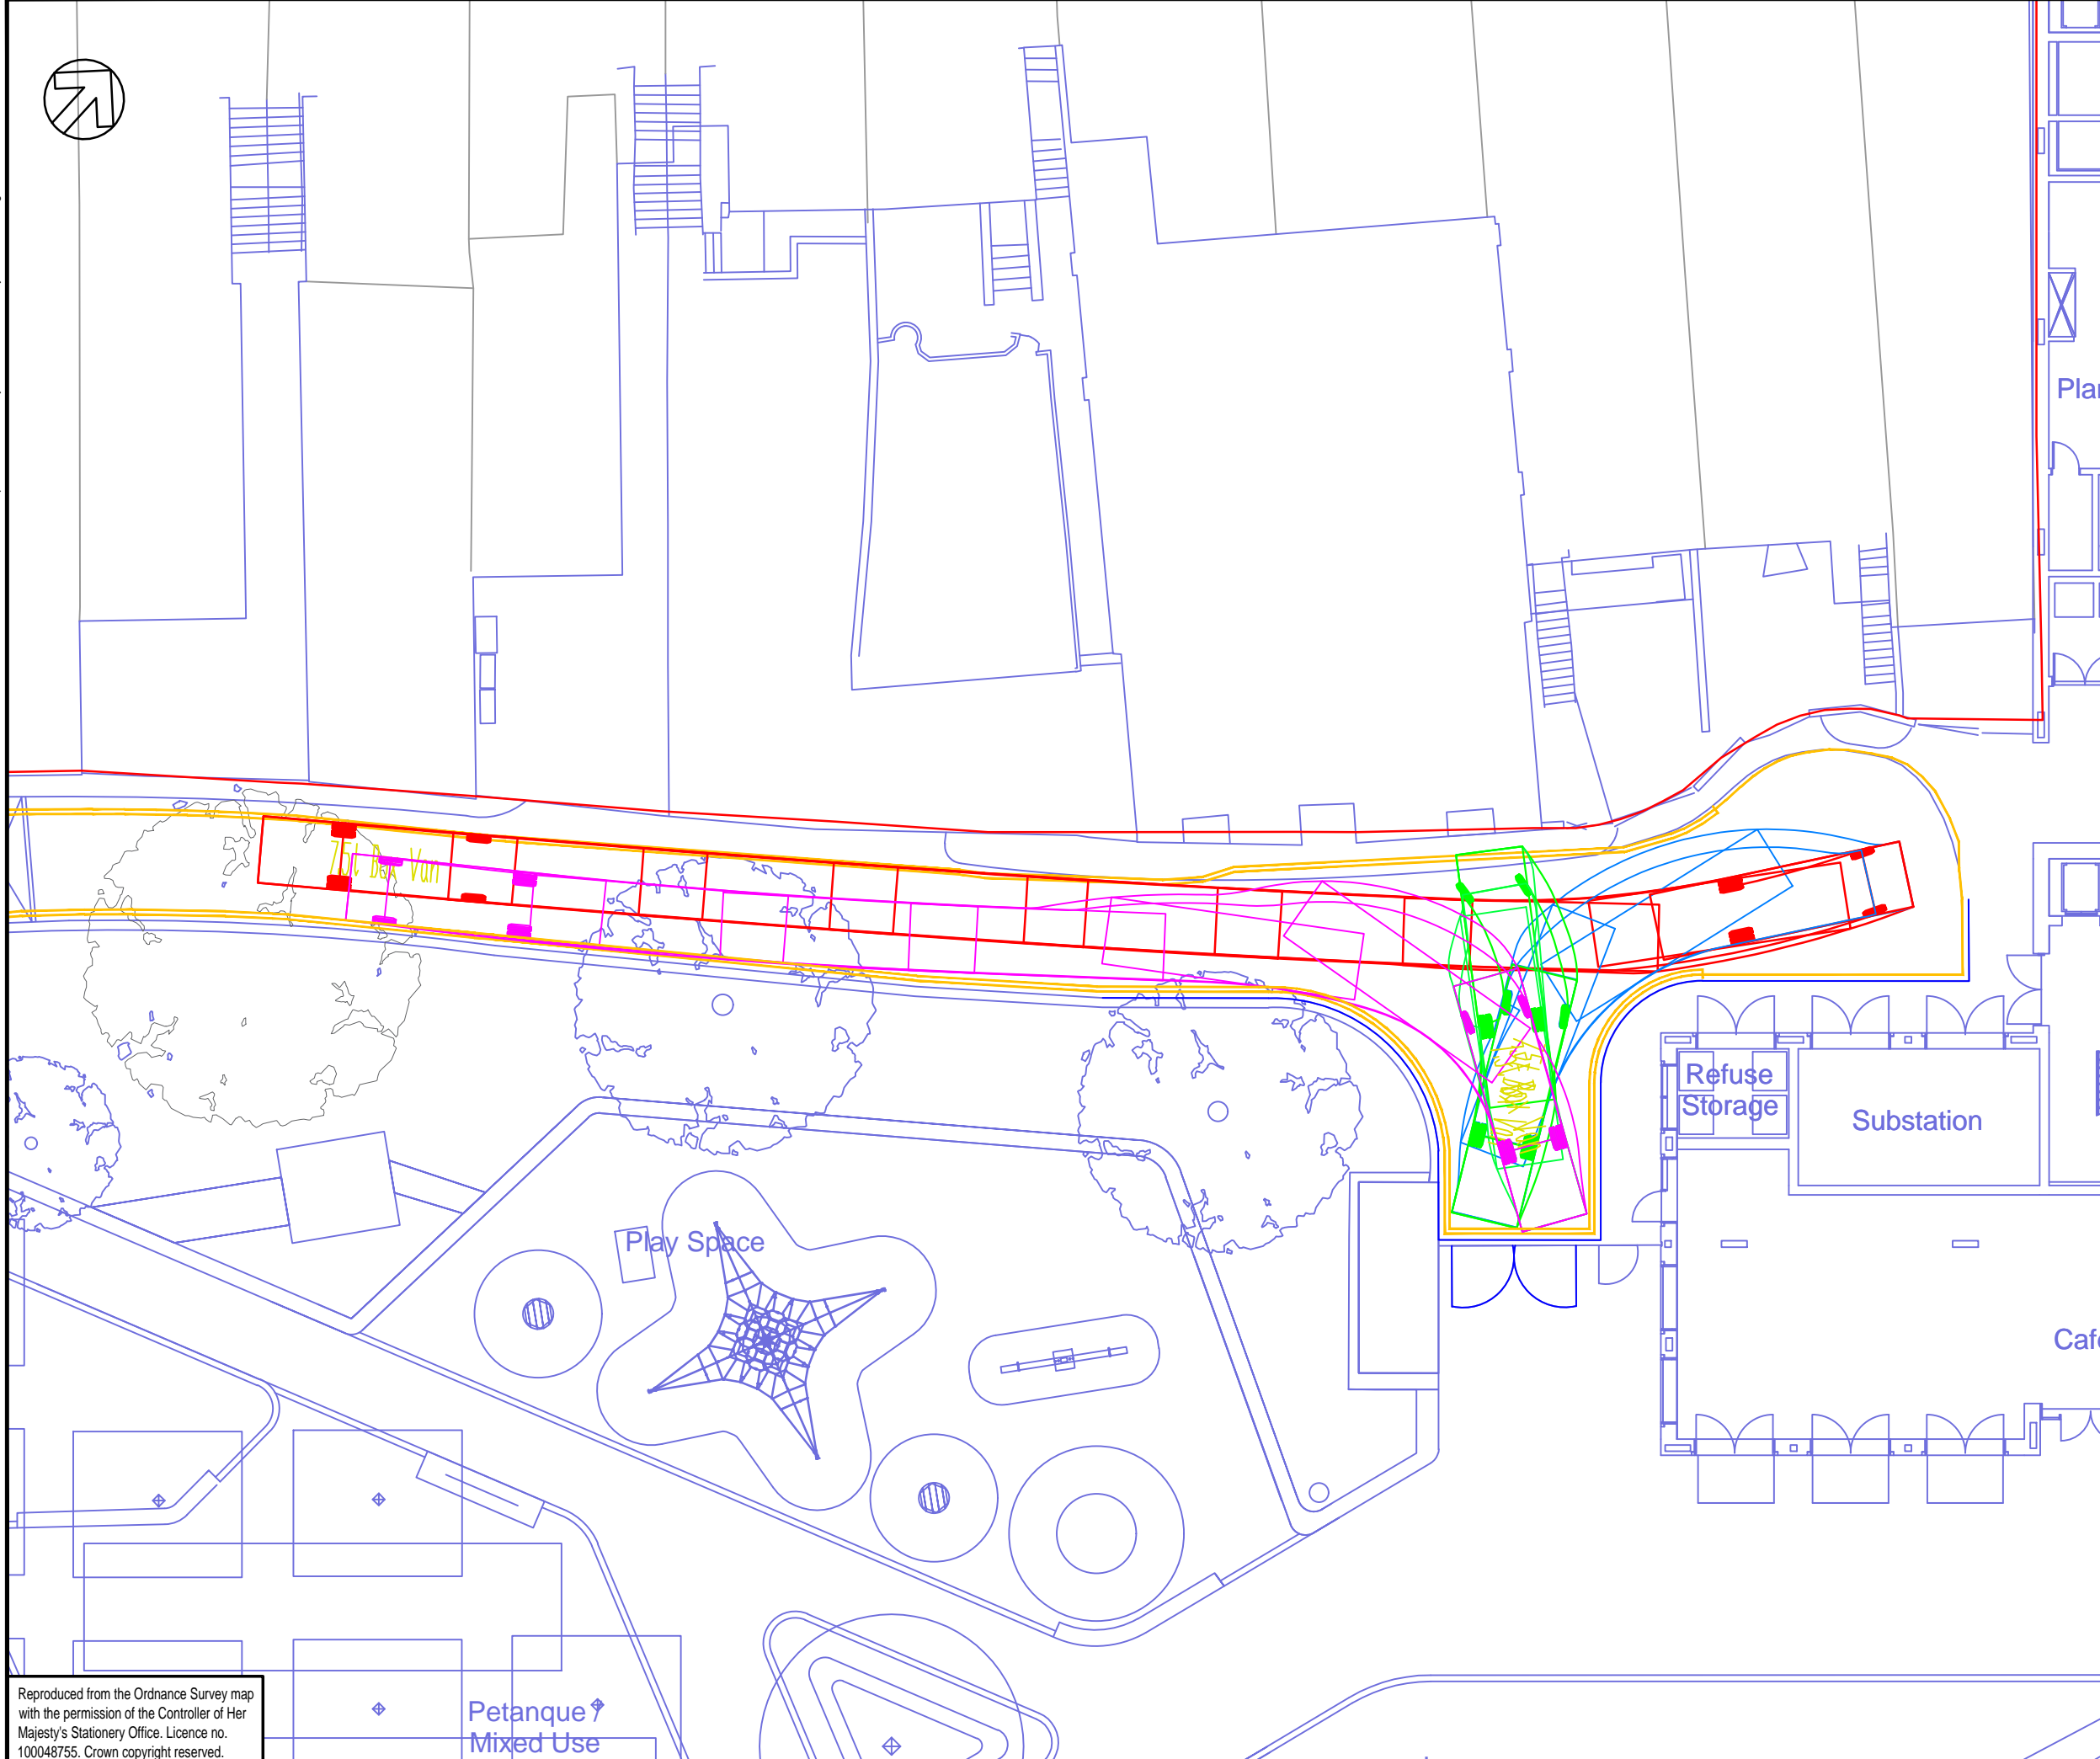 Play Space
Refuse
Storage
Substation
Petanque /
Mixed Use
Reproduced from the Ordnance Survey map
with the permission of the Controller of Her
Majesty's Stationery Office. Licence no.
100048755. Crown copyright reserved.